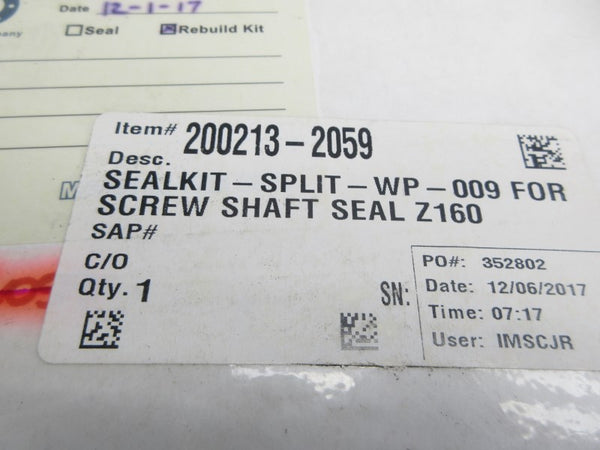 Date 12-1-17
Seal Rebuild Kit
Item# 200213-2059
Desc.
SEALKIT-SPLIT-WP-009 FOR
SCREW SHAFT SEAL Z160
SAP#
C/O
Qty. 1
SN:
PO#: 352802
Date: 12/06/2017
Time: 07:17
User: IMSCJR